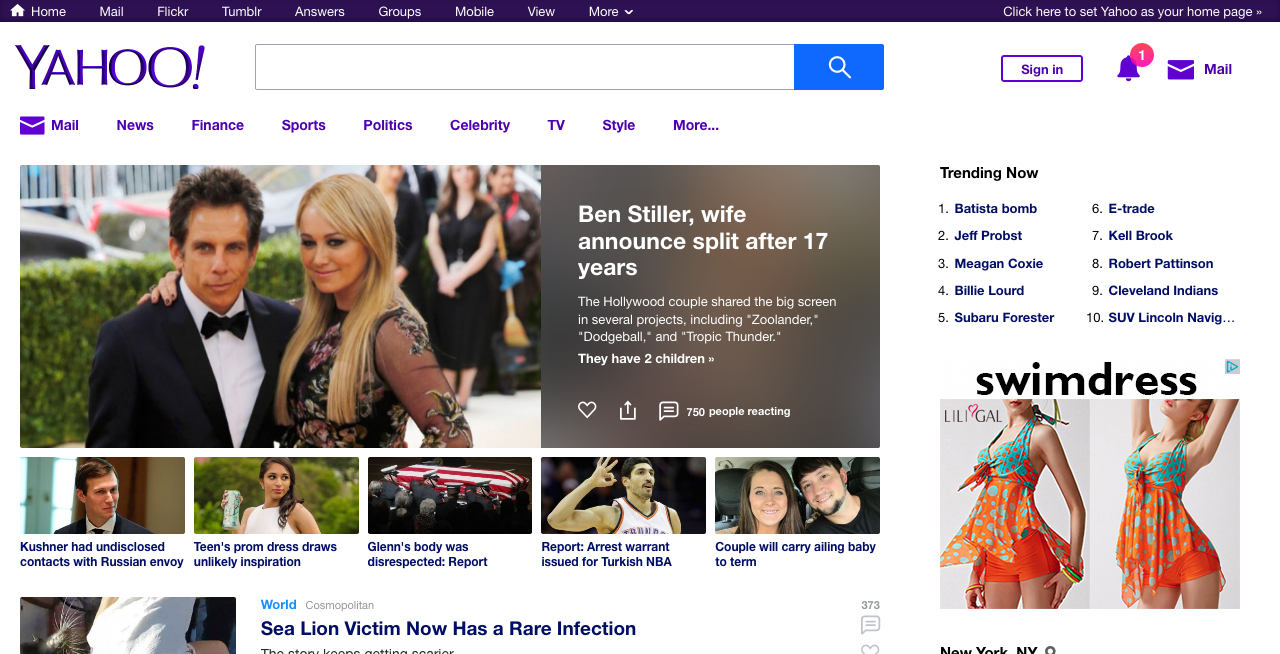 Home Mail Flickr Tumblr Answers Groups Mobile View More Click here to set Yahoo as your home page »
YAHOO!
Sign in 1 Mail
Mail News Finance Sports Politics Celebrity TV Style More...
Ben Stiller, wife
announce split after 17
years
The Hollywood couple shared the big screen
in several projects, including "Zoolander,"
"Dodgeball," and "Tropic Thunder."
They have 2 children »
750 people reacting
Kushner had undisclosed
contacts with Russian envoy
Teen's prom dress draws
unlikely inspiration
Glenn's body was
disrespected: Report
Report: Arrest warrant
issued for Turkish NBA
Couple will carry ailing baby
to term
World Cosmopolitan 373
Sea Lion Victim Now Has a Rare Infection
The story keeps getting scarier.
Trending Now
1. Batista bomb
2. Jeff Probst
3. Meagan Coxie
4. Billie Lourd
5. Subaru Forester
6. E-trade
7. Kell Brook
8. Robert Pattinson
9. Cleveland Indians
10. SUV Lincoln Navig...
swimdress
LILI GAL
New York, NY